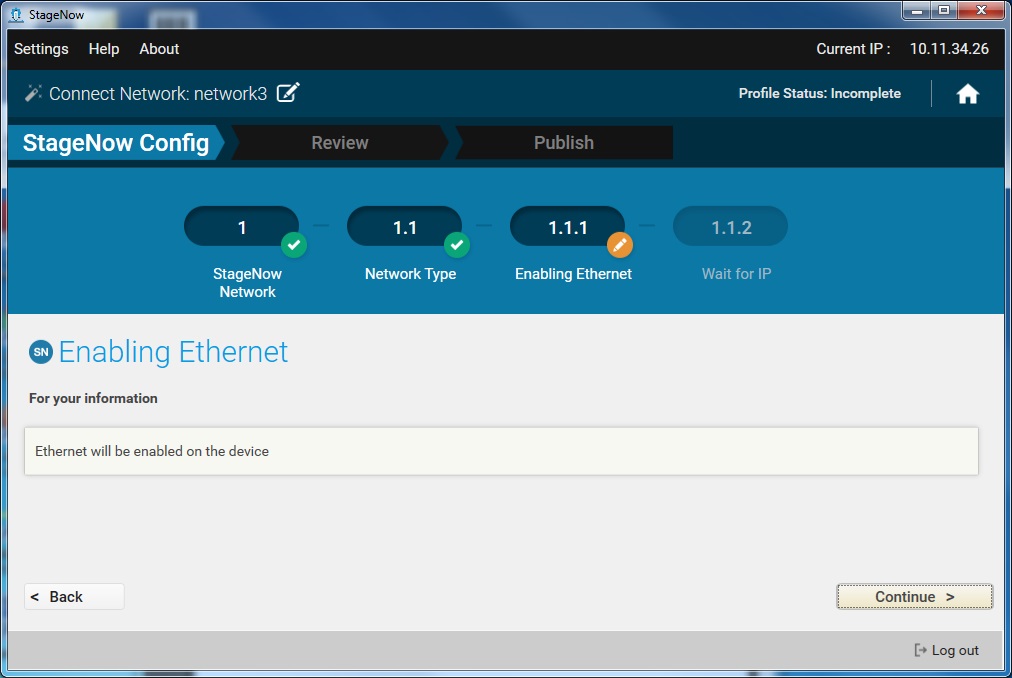 StageNow
Settings Help About Current IP : 10.11.34.26
Connect Network: network3 Profile Status: Incomplete
StageNow Config Review Publish
1 1.1 1.1.1 1.1.2
StageNow Network Network Type Enabling Ethernet Wait for IP
SN Enabling Ethernet
For your information
Ethernet will be enabled on the device
< Back Continue >
Log out